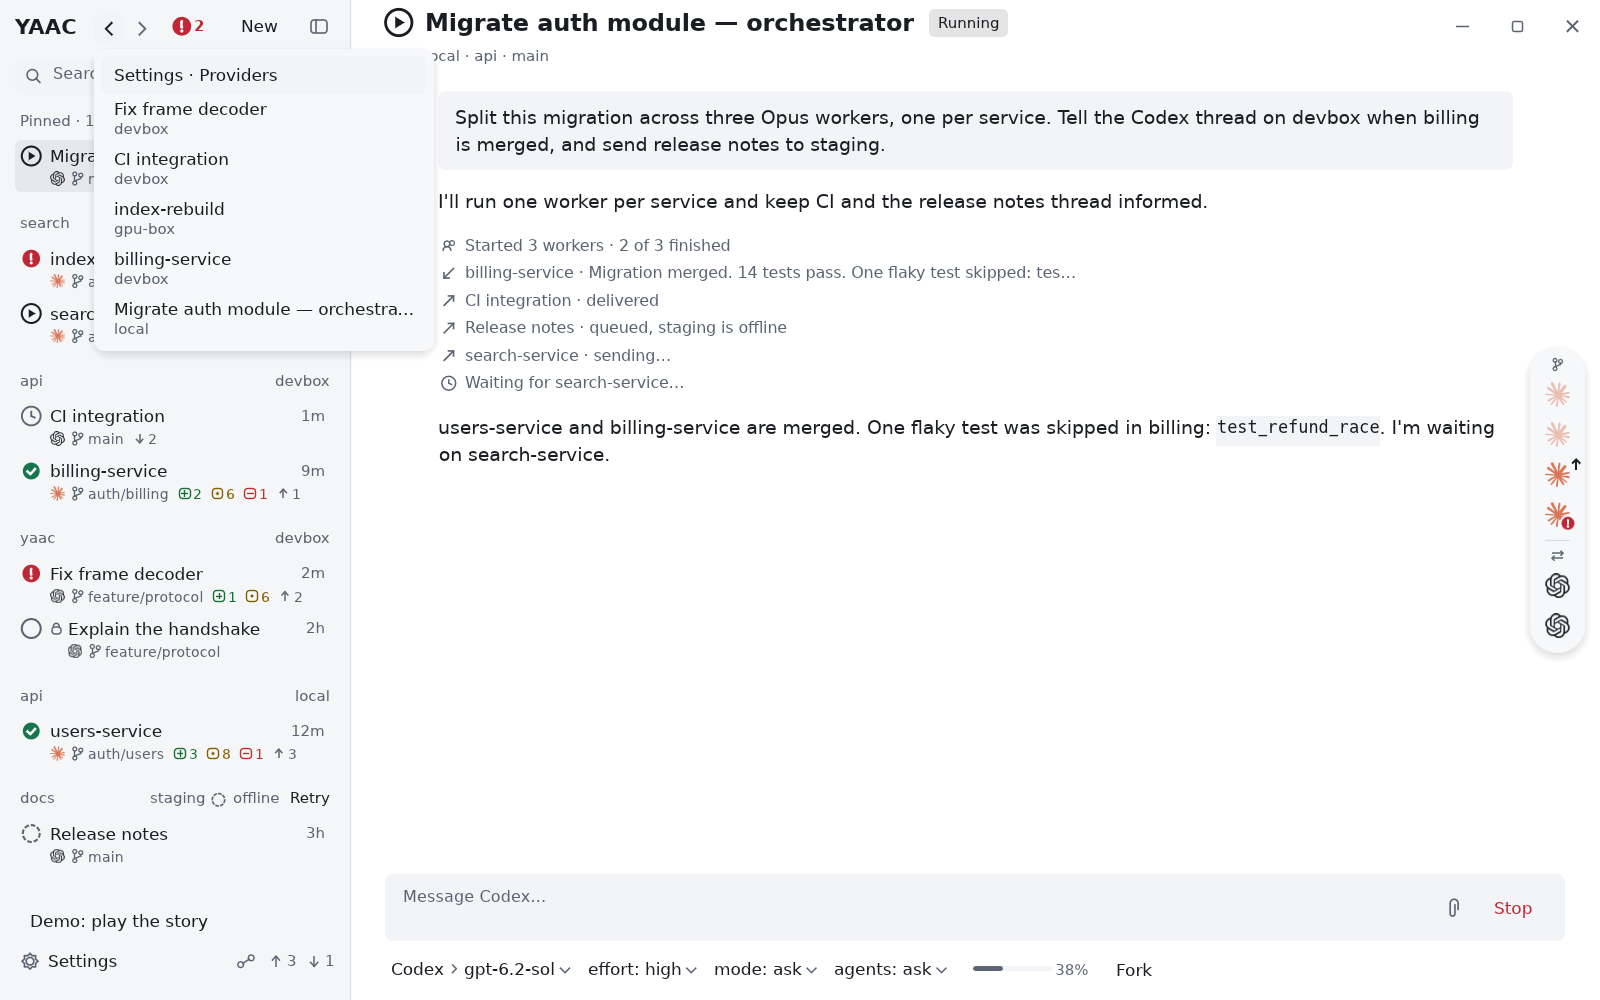 YAAC
2
New
Searc
Settings · Providers
Fix frame decoder
devbox
CI integration
devbox
index-rebuild
gpu-box
billing-service
devbox
Migrate auth module — orchestra…
local
Pinned · 1
Migra
search
index
a
searc
a
api devbox
CI integration 1m
main 2
billing-service 9m
auth/billing 2 6 1 1
yaac devbox
Fix frame decoder 2m
feature/protocol 1 6 2
Explain the handshake 2h
feature/protocol
api local
users-service 12m
auth/users 3 8 1 3
docs staging offline Retry
Release notes 3h
main
Demo: play the story
Settings 3 1
Migrate auth module — orchestrator Running
ocal · api · main
Split this migration across three Opus workers, one per service. Tell the Codex thread on devbox when billing
is merged, and send release notes to staging.
I'll run one worker per service and keep CI and the release notes thread informed.
Started 3 workers · 2 of 3 finished
billing-service · Migration merged. 14 tests pass. One flaky test skipped: tes…
CI integration · delivered
Release notes · queued, staging is offline
search-service · sending…
Waiting for search-service…
users-service and billing-service are merged. One flaky test was skipped in billing: test_refund_race. I'm waiting
on search-service.
Message Codex…
Stop
Codex gpt-6.2-sol effort: high mode: ask agents: ask 38% Fork